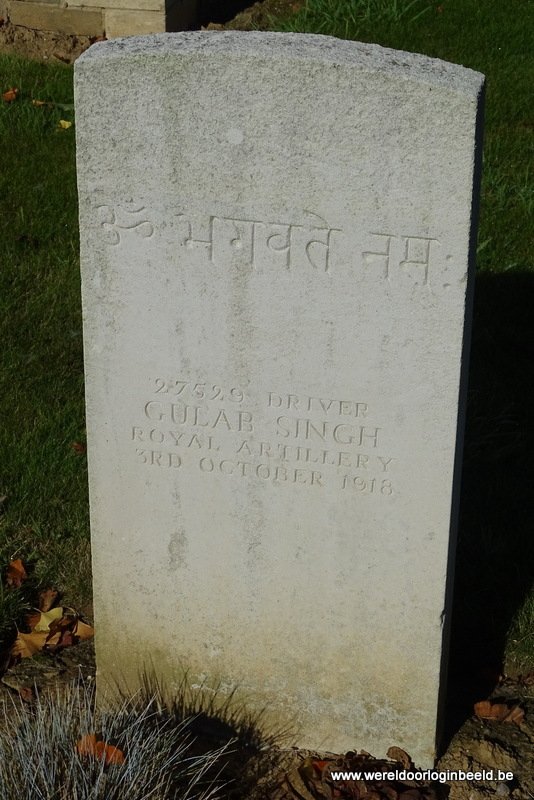 ॐ भगवते नमः
27529 DRIVER
GULAB SINGH
ROYAL ARTILLERY
3RD OCTOBER 1918
www.wereldoorloginbeeld.be